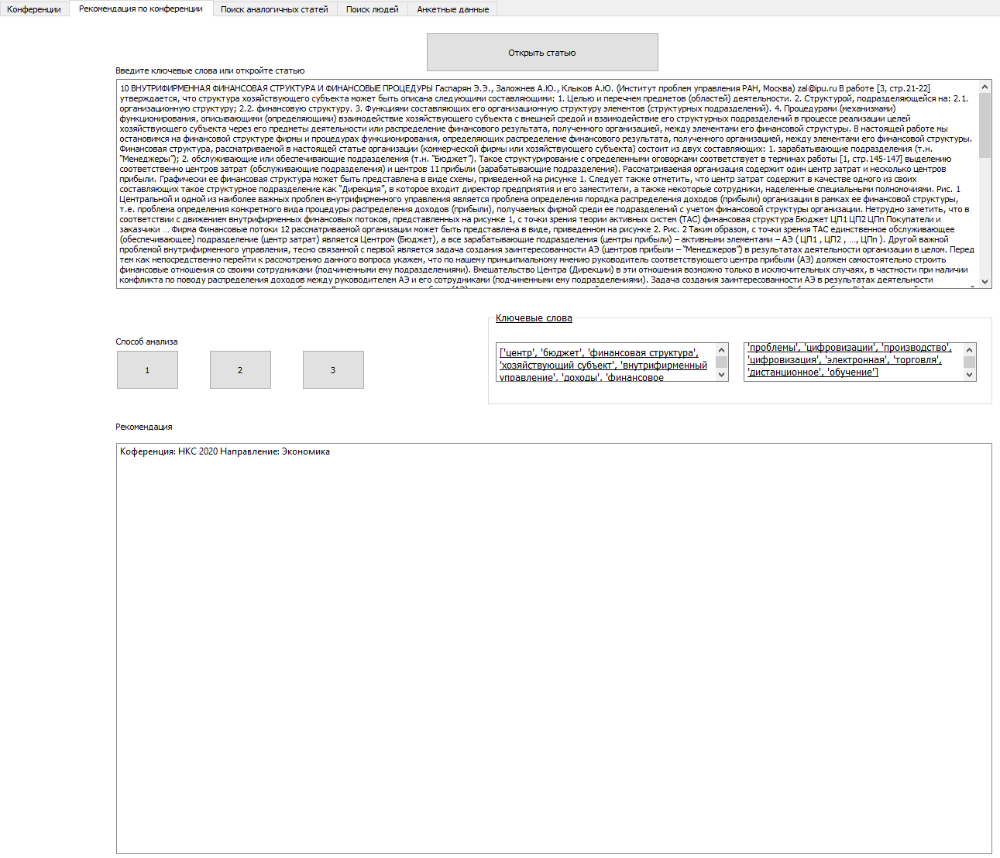 Конференции
Рекомендация по конференции
Поиск аналогичных статей
Поиск людей
Анкетные данные
Открыть статью
Введите ключевые слова или откройте статью
10 ВНУТРИФИРМЕННАЯ ФИНАНСОВАЯ СТРУКТУРА И ФИНАНСОВЫЕ ПРОЦЕДУРЫ Гаспарян Э.Э., Заложнев А.Ю., Клыков А.Ю. (Институт проблем управления РАН, Москва) zal@ipu.ru В работе [3, стр.21-22]
утверждается, что структура хозяйствующего субъекта может быть описана следующими составляющими: 1. Целью и перечнем предметов (областей) деятельности. 2. Структурой, подразделяющейся на: 2.1.
организационную структуру; 2.2. финансовую структуру. 3. Функциями составляющих его организационную структуру элементов (структурных подразделений). 4. Процедурами (механизмами)
функционирования, описывающими (определяющими) взаимодействие хозяйствующего субъекта с внешней средой и взаимодействие его структурных подразделений в процессе реализации целей
хозяйствующего субъекта через его предметы деятельности или распределение финансового результата, полученного организацией, между элементами его финансовой структуры. В настоящей работе мы
остановимся на финансовой структуре фирмы и процедурах функционирования, определяющих распределение финансового результата, полученного организацией, между элементами ее финансовой структуры.
Финансовая структура, рассматриваемой в настоящей статье организации (коммерческой фирмы или хозяйствующего субъекта) состоит из двух составляющих: 1. зарабатывающие подразделения (т.н.
“Менеджеры”); 2. обслуживающие или обеспечивающие подразделения (т.н. “Бюджет”). Такое структурирование с определенными оговорками соответствует в терминах работы [1, стр.145-147] выделению
соответственно центров затрат (обслуживающие подразделения) и центров 11 прибыли (зарабатывающие подразделения). Рассматриваемая организация содержит один центр затрат и несколько центров
прибыли. Графически ее финансовая структура может быть представлена в виде схемы, приведенной на рисунке 1. Следует также отметить, что центр затрат содержит в качестве одного из своих
составляющих такое структурное подразделение как “Дирекция”, в которое входит директор предприятия и его заместители, а также некоторые сотрудники, наделенные специальными полномочиями. Рис. 1
Центральной и одной из наиболее важных проблем внутрифирменного управления является проблема определения порядка распределения доходов (прибыли) организации в рамках ее финансовой структуры,
т.е. проблема определения конкретного вида процедуры распределения доходов (прибыли), получаемых фирмой среди ее подразделений с учетом финансовой структуры организации. Нетрудно заметить, что в
соответствии с движением внутрифирменных финансовых потоков, представленных на рисунке 1, с точки зрения теории активных систем (ТАС) финансовая структура Бюджет ЦП1 ЦП2 ЦПn Покупатели и
заказчики ... Фирма Финансовые потоки 12 рассматриваемой организации может быть представлена в виде, приведенном на рисунке 2. Рис. 2 Таким образом, с точки зрения ТАС единственное обслуживающее
(обеспечивающее) подразделение (центр затрат) является Центром (Бюджет), а все зарабатывающие подразделения (центры прибыли) – активными элементами – АЭ ( ЦП1 , ЦП2 , …, ЦПn ). Другой важной
проблемой внутрифирменного управления, тесно связанной с первой является задача создания заинтересованности АЭ (центров прибыли – “Менеджеров”) в результатах деятельности организации в целом. Перед
тем как непосредственно перейти к рассмотрению данного вопроса укажем, что по нашему принципиальному мнению руководитель соответствующего центра прибыли (АЭ) должен самостоятельно строить
финансовые отношения со своими сотрудниками (подчиненными ему подразделениями). Вмешательство Центра (Дирекции) в эти отношения возможно только в исключительных случаях, в частности при наличии
конфликта по поводу распределения доходов между руководителем АЭ и его сотрудниками (подчиненными ему подразделениями). Задача создания заинтересованности АЭ в результатах деятельности
Ключевые слова
Способ анализа
['центр', 'бюджет', 'финансовая структура',
'хозяйствующий субъект', 'внутрифирменный
управление', 'доходы', 'финансовое
'проблемы', 'цифровизации', 'производство',
'цифровизация', 'электронная', 'торговля',
'дистанционное', 'обучение']
1
2
3
Рекомендация
Коференция: НКС 2020 Направление: Экономика